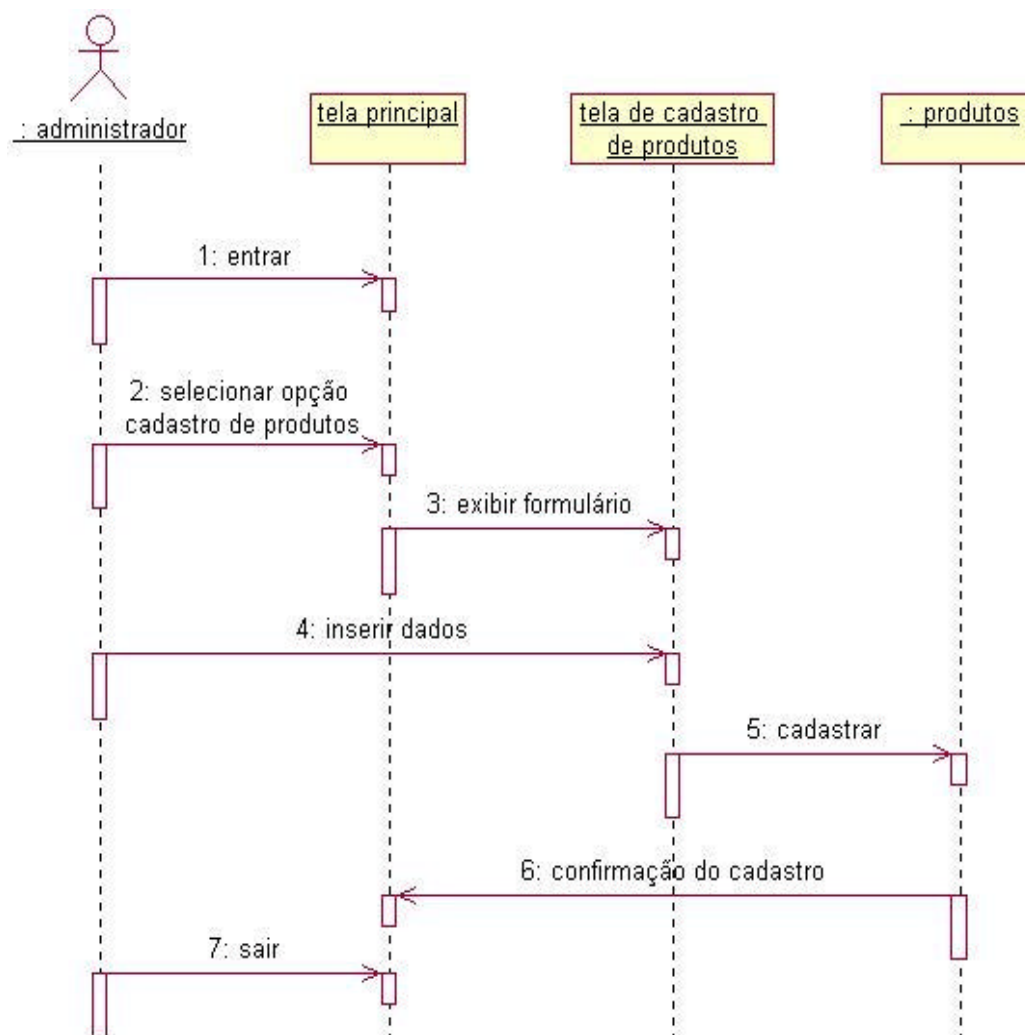 : administrador
tela principal
tela de cadastro
de produtos
: produtos
1: entrar
2: selecionar opção
cadastro de produtos
3: exibir formulário
4: inserir dados
5: cadastrar
6: confirmação do cadastro
7: sair